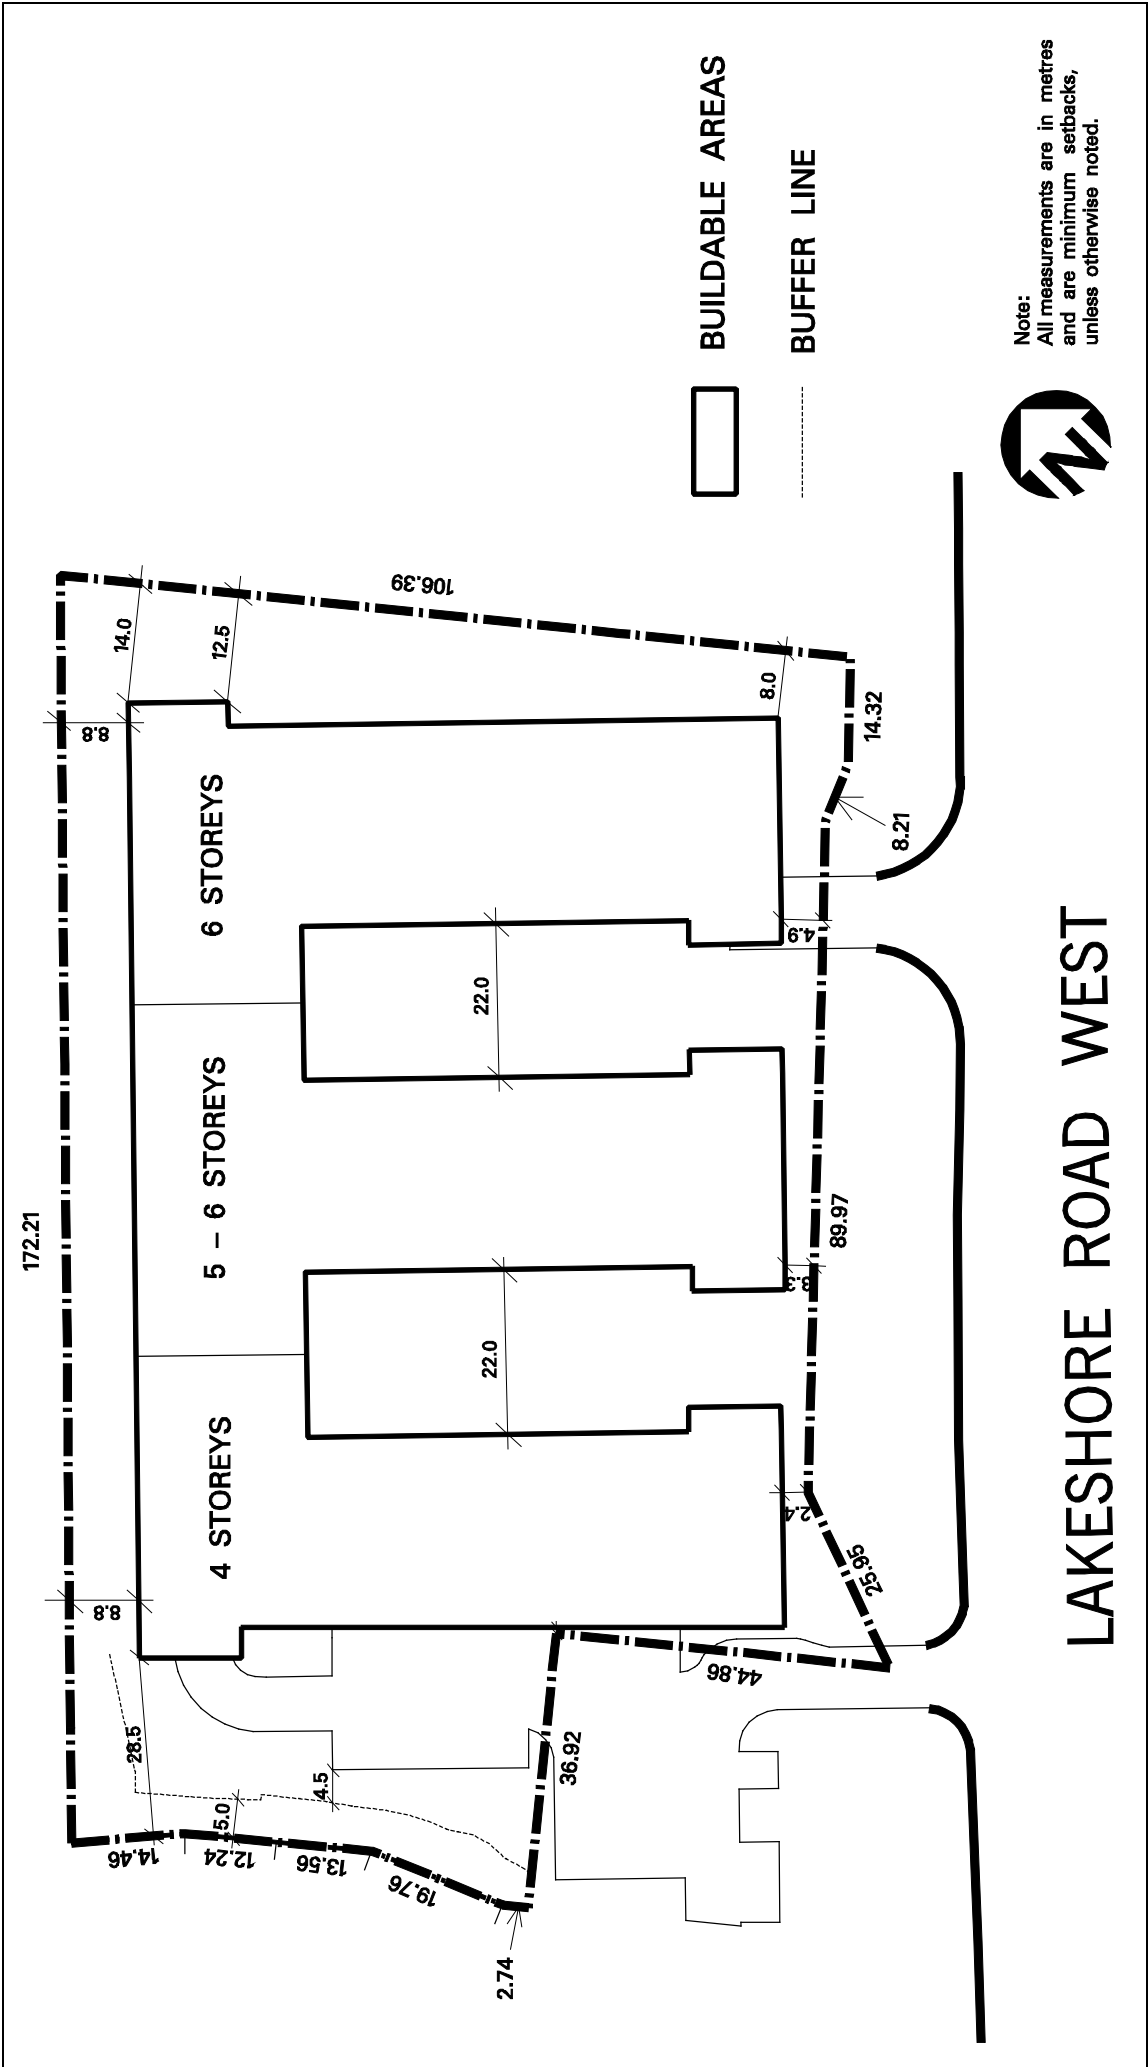 172.21
8.8
8.8
14.0
12.5
106.39
8.0
14.32
8.21
4.9
89.97
3.3
2.4
25.95
44.86
36.92
2.74
19.76
13.56
12.24
14.46
28.5
5.0
4.5
22.0
22.0
4 STOREYS
5 – 6 STOREYS
6 STOREYS
BUILDABLE AREAS
BUFFER LINE
LAKESHORE ROAD WEST
N
Note:
All measurements are in metres
and are minimum setbacks,
unless otherwise noted.